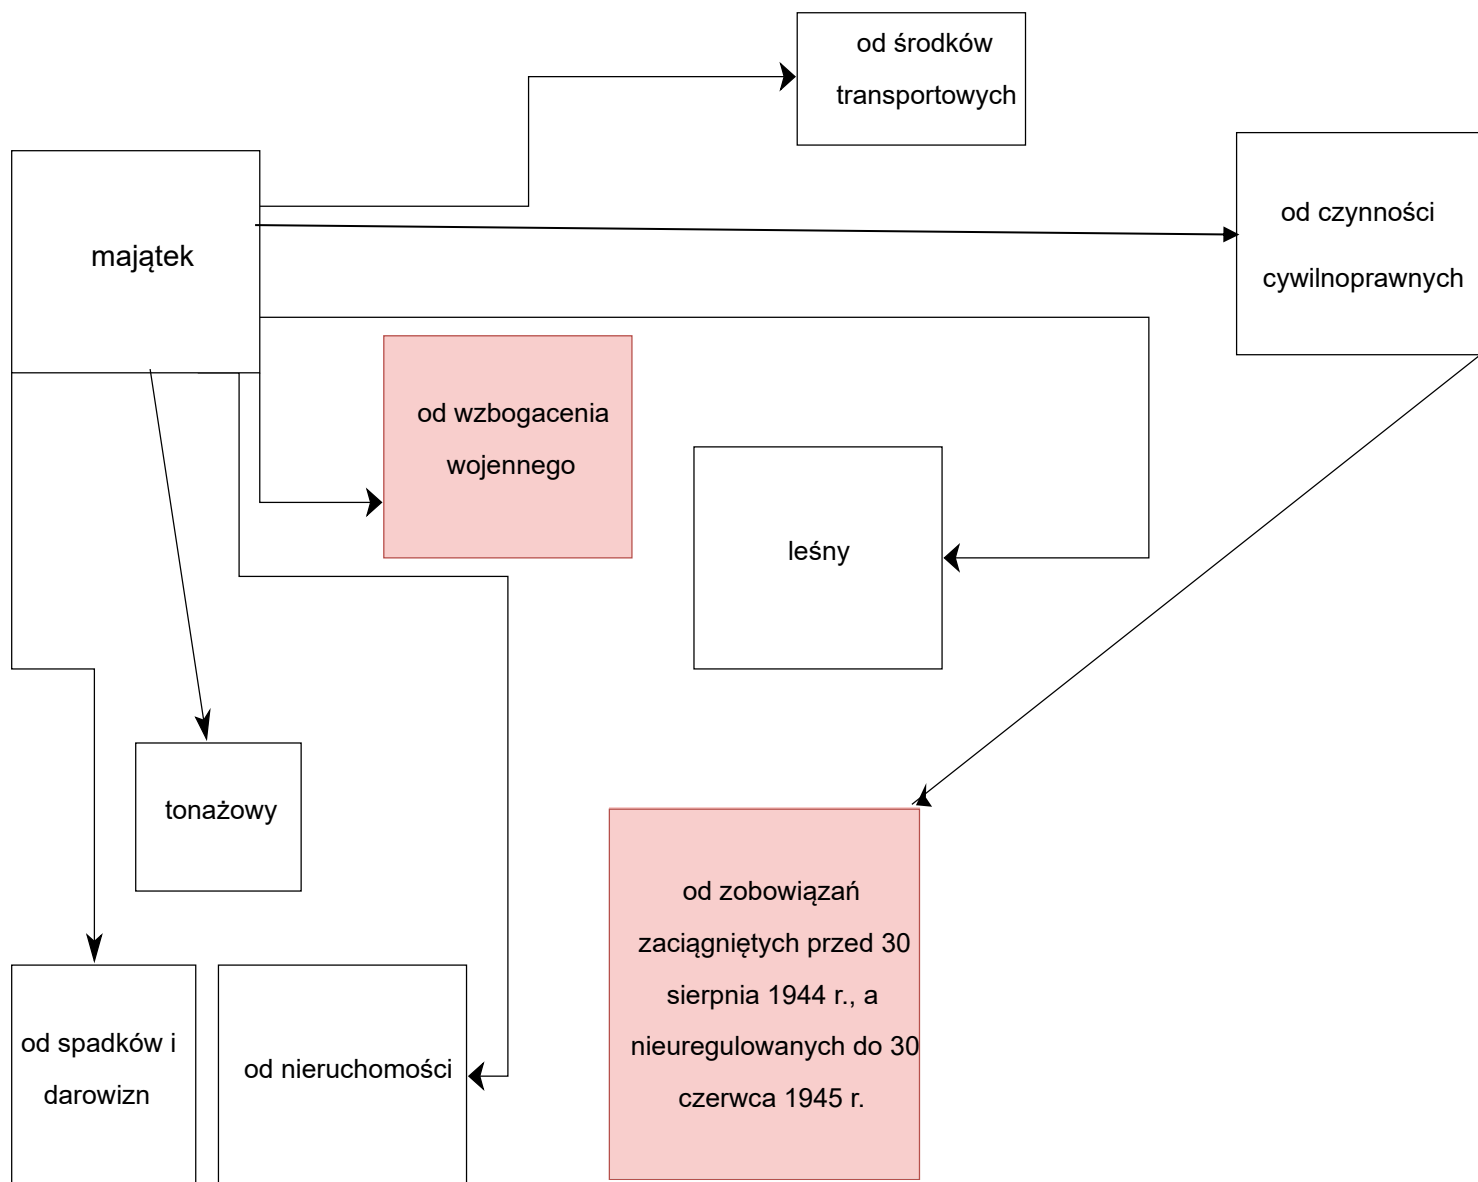 od środków
transportowych
majątek
od czynności
cywilnoprawnych
od wzbogacenia
wojennego
leśny
tonażowy
od spadków i
darowizn
od nieruchomości
od zobowiązań
zaciągniętych przed 30
sierpnia 1944 r., a
nieuregulowanych do 30
czerwca 1945 r.